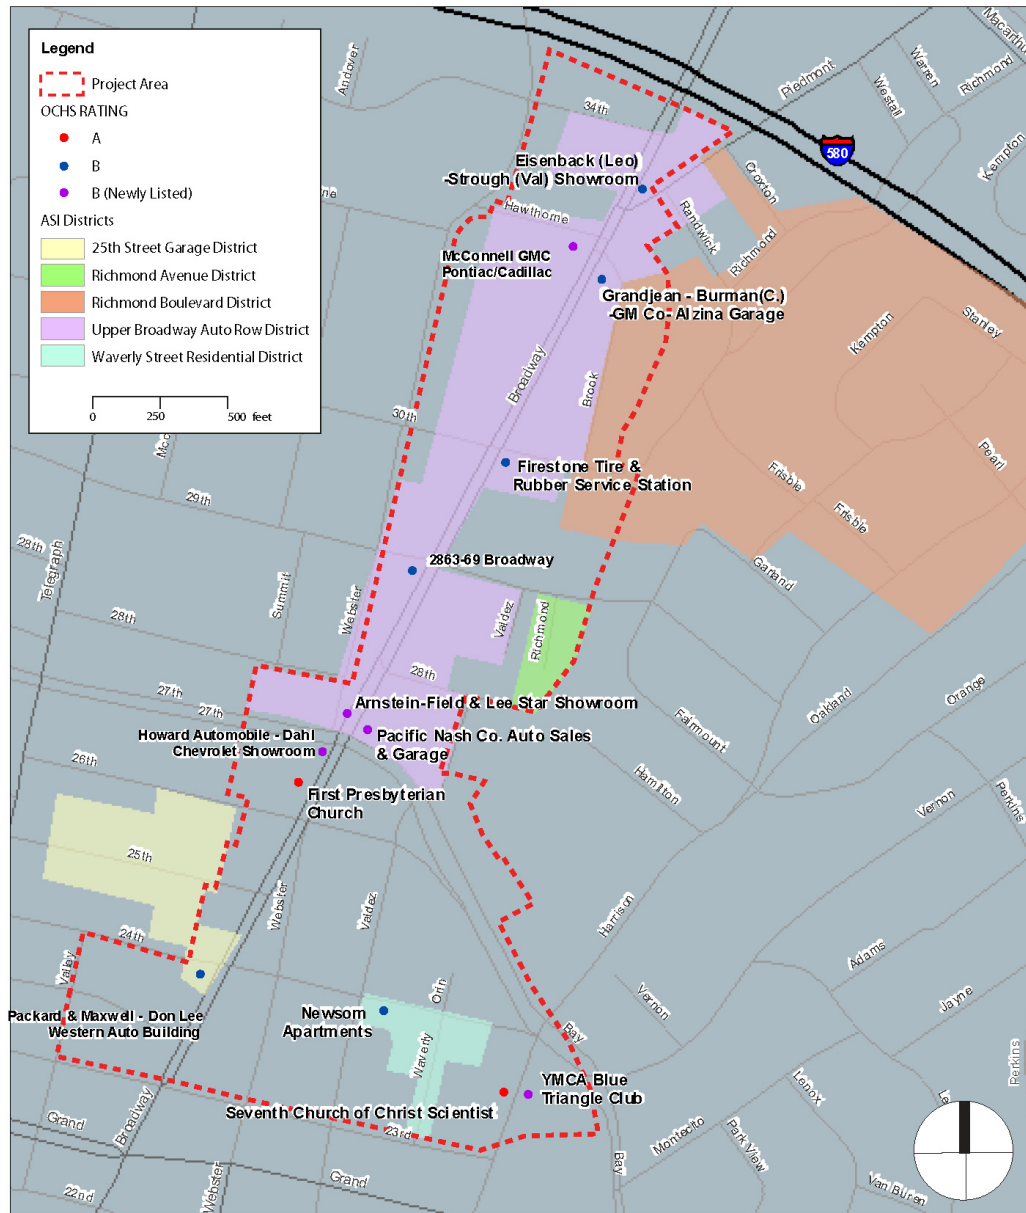 Legend
Project Area
OCHS RATING
A
B
B (Newly Listed)
ASI Districts
25th Street Garage District
Richmond Avenue District
Richmond Boulevard District
Upper Broadway Auto Row District
Waverly Street Residential District
0 250 500 feet
Andover
34th
Piedmont
Macarthur
Warren
Richmond
Westall
Kempton
580
Eisenback (Leo)
-Strough (Val) Showroom
Croxton
Hawthorne
Randwick
Richmond
McConnell GMC
Pontiac/Cadillac
Grandjean - Burman(C.)
-GM Co- Alzina Garage
Kempton
Stanley
Broadway
Brook
30th
Pearl
Frisbie
Frisbie
Firestone Tire &
Rubber Service Station
29th
28th
Telegraph
2863-69 Broadway
Garland
Summit
Webster
28th
Valdez
Richmond
28th
27th
27th
Oakland
Orange
Fairmount
Arnstein-Field & Lee Star Showroom
Howard Automobile - Dahl
Chevrolet Showroom
Pacific Nash Co. Auto Sales
& Garage
26th
Hamilton
First Presbyterian
Church
Vernon
Perkins
25th
Webster
Valdez
Harrison
24th
Valley
Adams
Orin
Vernon
Jayne
Packard & Maxwell - Don Lee
Western Auto Building
Newsom
Apartments
Bay
Waverly
Perkins
YMCA Blue
Triangle Club
Lenox
Le
Seventh Church of Christ Scientist
Broadway
Grand
23rd
Montecito
Park View
Bay
Grand
Webster
22nd
Van Buren